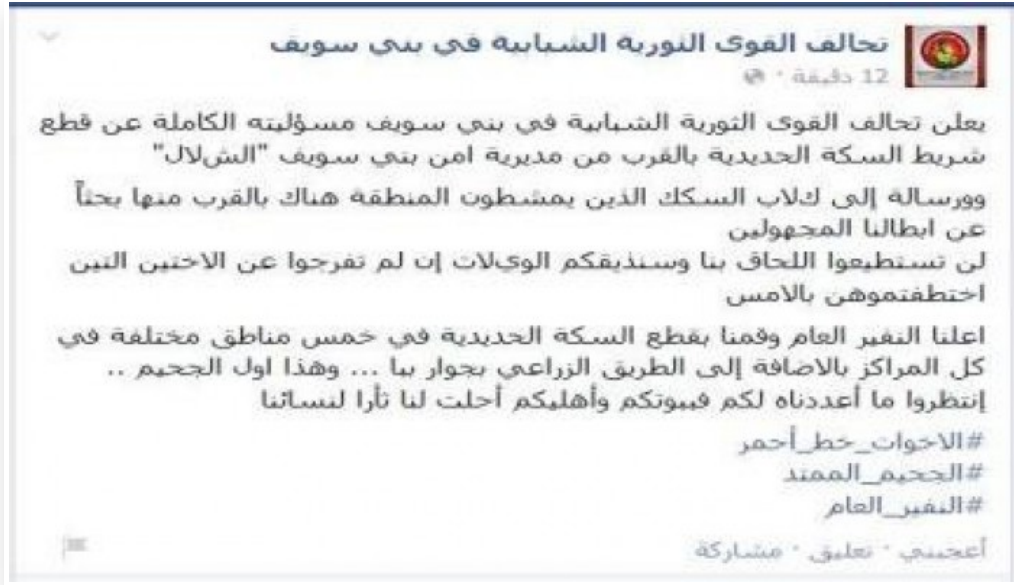 تحالف القوى الثورية الشبابية في بني سويف
12 دقيقة ·
يعلن تحالف القوى الثورية الشبابية في بني سويف مسؤليته الكاملة عن قطع
شريط السكة الحديدية بالقرب من مديرية امن بني سويف "الشلال"
وورسالة إلى كلاب السكك الذين يمشطون المنطقة هناك بالقرب منها بحثاً
عن ابطالنا المجهولين
لن تستطيعوا اللحاق بنا وسنذيقكم الويلات إن لم تفرجوا عن الاختين التين
اختطفتموهن بالامس
اعلنا النفير العام وقمنا بقطع السكة الحديدية في خمس مناطق مختلفة في
كل المراكز بالاضافة إلى الطريق الزراعي بجوار ببا ... وهذا اول الجحيم ..
إنتظروا ما أعددناه لكم فبيوتكم وأهليكم أحلت لنا ثأرا لنسائنا
#الاخوات_خط_أحمر
#الجحيم_الممتد
#النفير_العام
أعجبني · تعليق · مشاركة